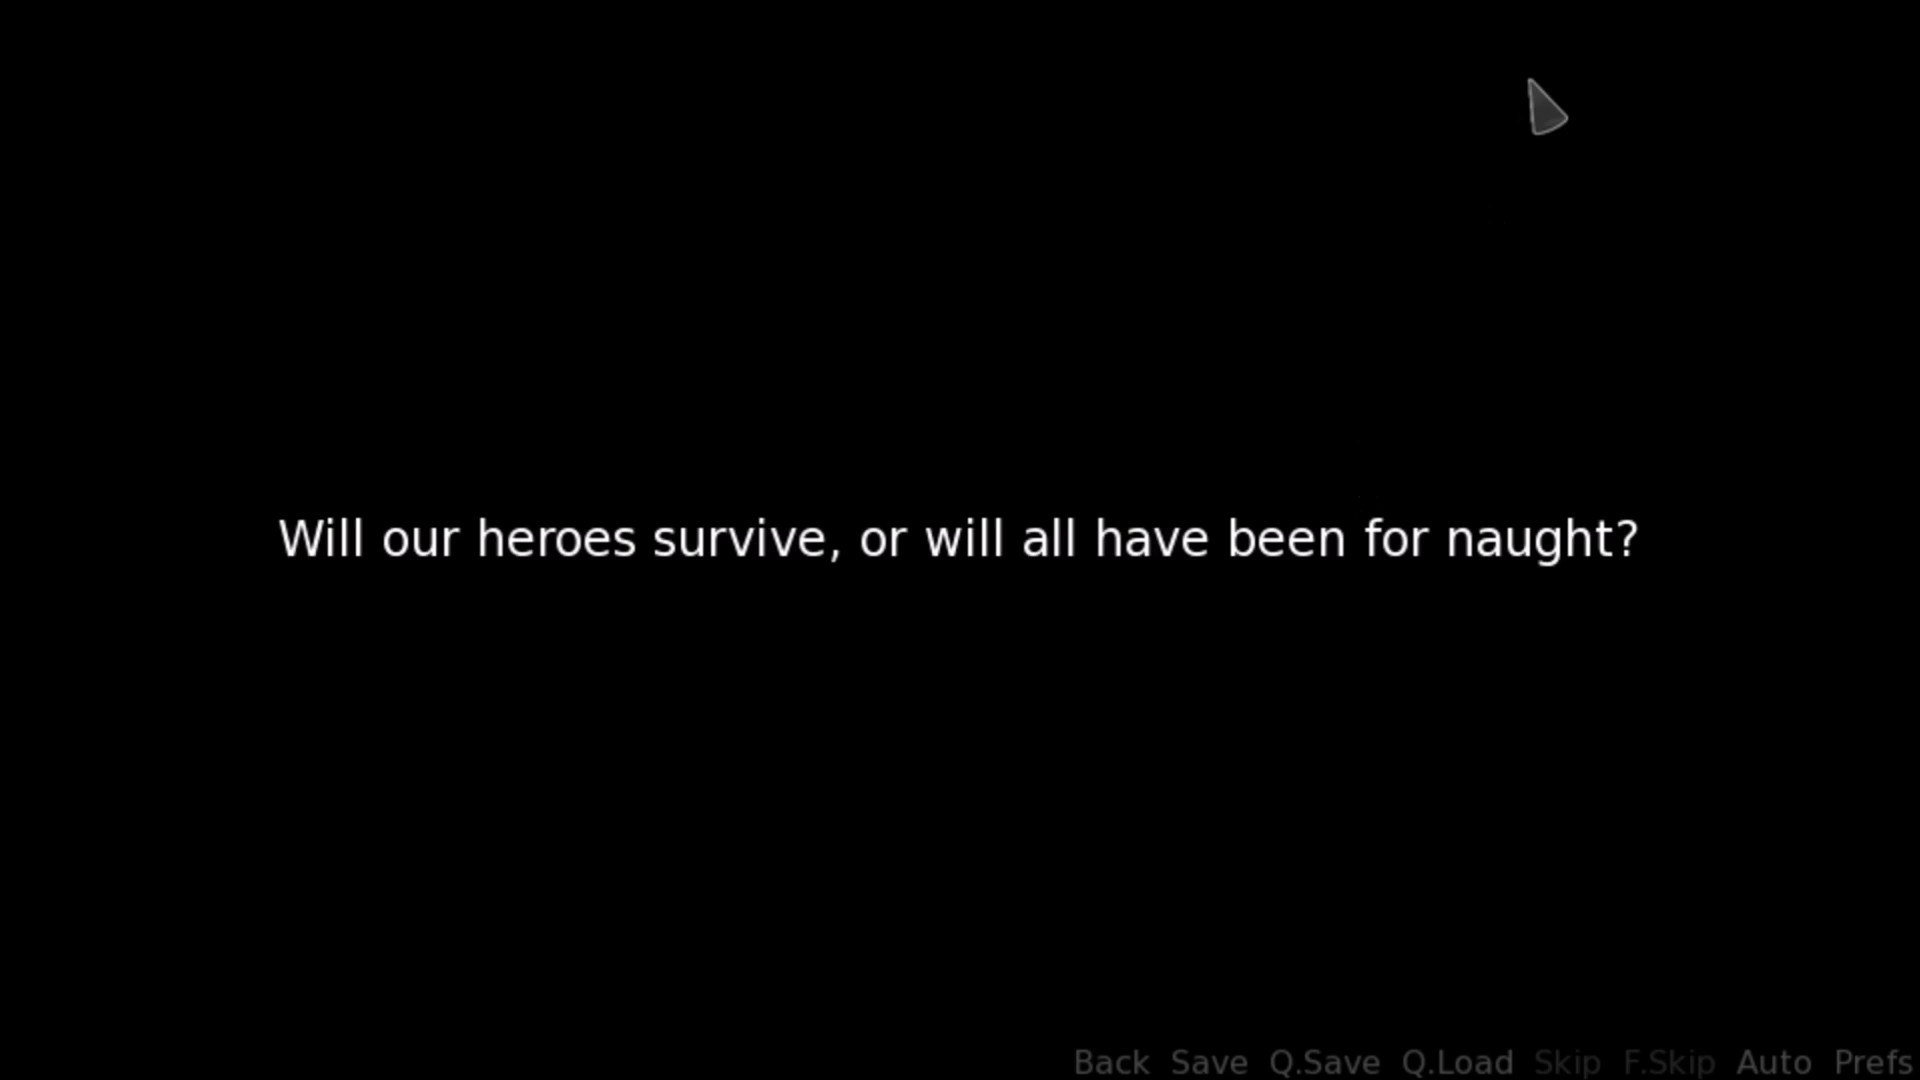 Will our heroes survive, or will all have been for naught?
Back Save Q.Save Q.Load Skip F.Skip Auto Prefs